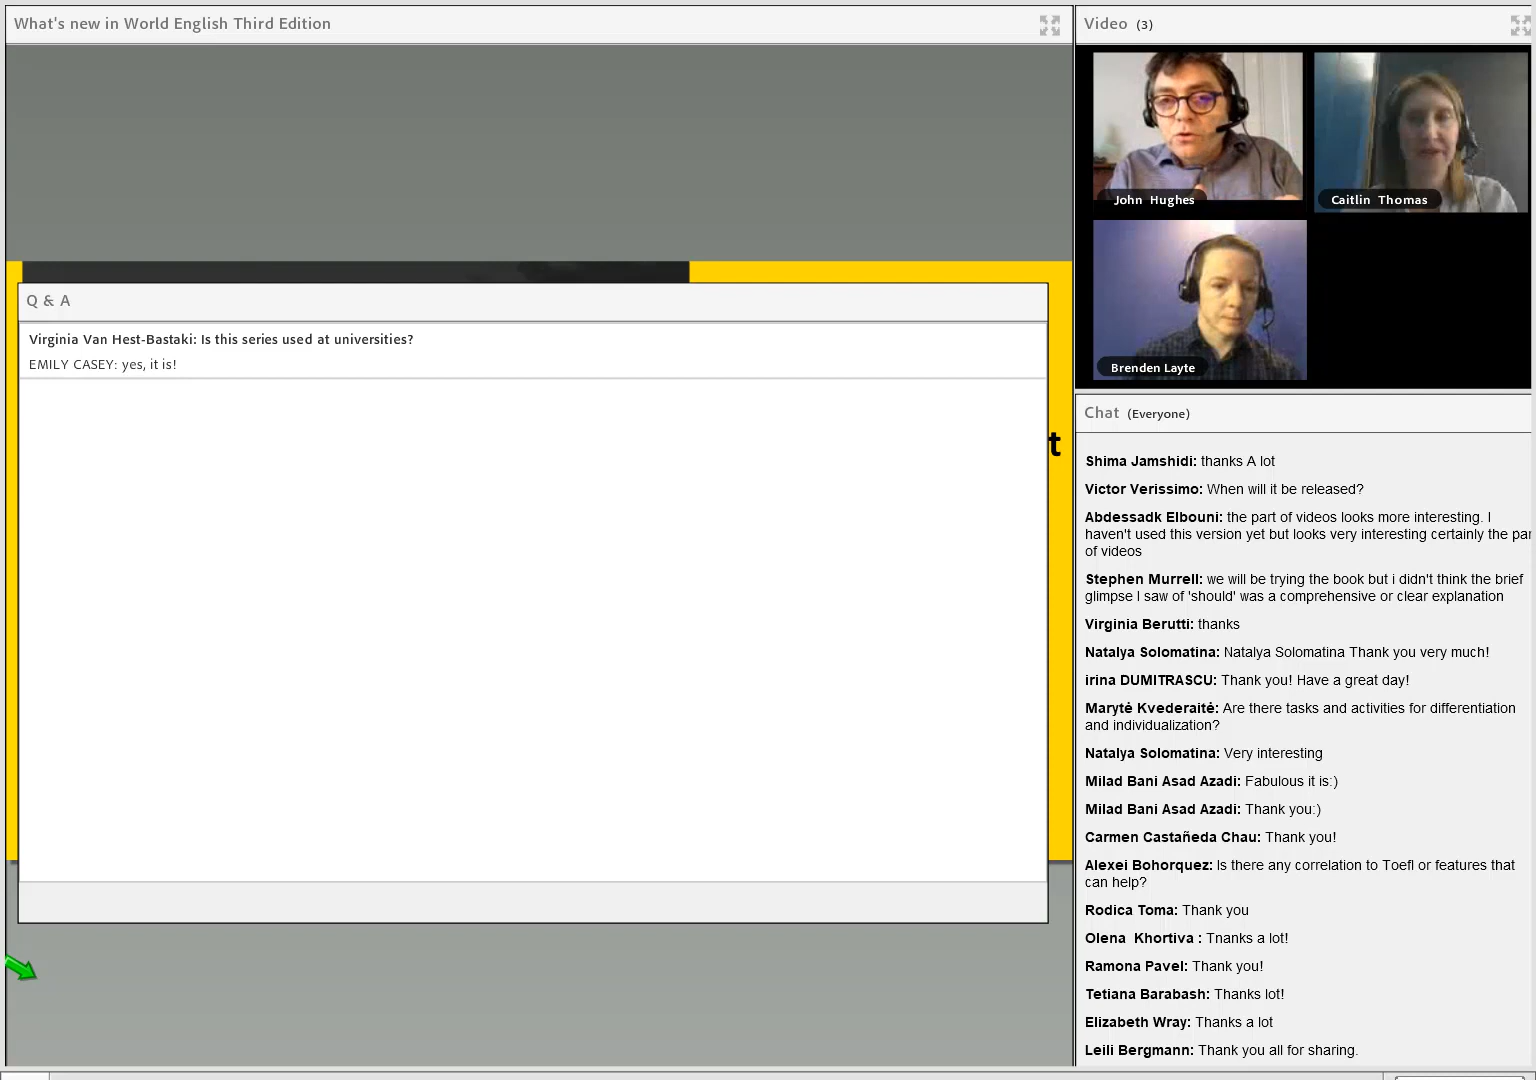 What's new in World English Third Edition
Video (3)
John Hughes
Caitlin Thomas
Brenden Layte
Q & A
Virginia Van Hest-Bastaki: Is this series used at universities?
EMILY CASEY: yes, it is!
t
Chat (Everyone)
Shima Jamshidi: thanks A lot
Victor Verissimo: When will it be released?
Abdessadk Elbouni: the part of videos looks more interesting. I
haven't used this version yet but looks very interesting certainly the par
of videos
Stephen Murrell: we will be trying the book but i didn't think the brief
glimpse I saw of 'should' was a comprehensive or clear explanation
Virginia Berutti: thanks
Natalya Solomatina: Natalya Solomatina Thank you very much!
irina DUMITRASCU: Thank you! Have a great day!
Marytė Kvederaitė: Are there tasks and activities for differentiation
and individualization?
Natalya Solomatina: Very interesting
Milad Bani Asad Azadi: Fabulous it is:)
Milad Bani Asad Azadi: Thank you:)
Carmen Castañeda Chau: Thank you!
Alexei Bohorquez: Is there any correlation to Toefl or features that
can help?
Rodica Toma: Thank you
Olena Khortiva : Tnanks a lot!
Ramona Pavel: Thank you!
Tetiana Barabash: Thanks lot!
Elizabeth Wray: Thanks a lot
Leili Bergmann: Thank you all for sharing.